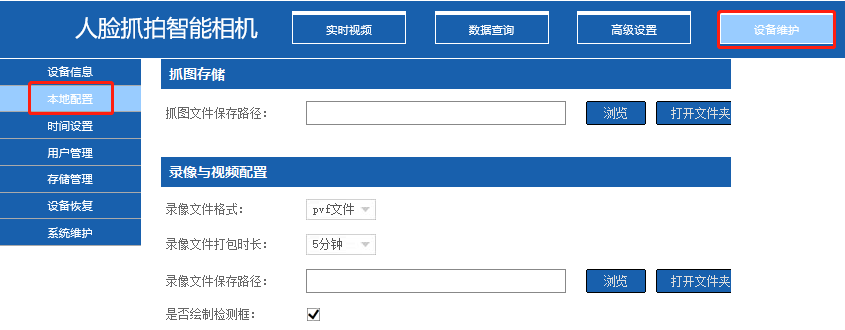 人脸抓拍智能相机 实时视频 数据查询 高级设置 设备维护
设备信息
本地配置
时间设置
用户管理
存储管理
设备恢复
系统维护
抓图存储
抓图文件保存路径： 浏览 打开文件夹
录像与视频配置
录像文件格式： pvf文件
录像文件打包时长： 5分钟
录像文件保存路径： 浏览 打开文件夹
是否绘制检测框：